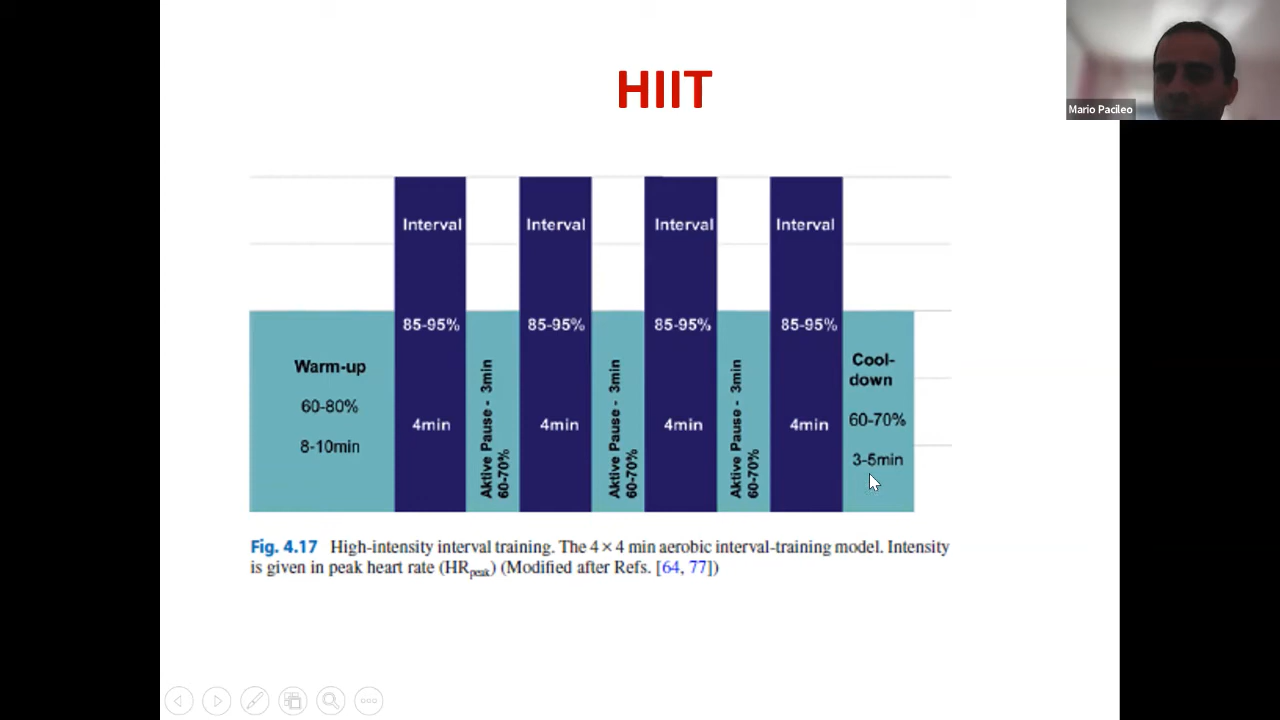 HIIT
Mario Pacileo
Interval
Interval
Interval
Interval
85-95%
85-95%
85-95%
85-95%
4min
4min
4min
4min
Warm-up
60-80%
8-10min
Aktive Pause - 3min
60-70%
Aktive Pause - 3min
60-70%
Aktive Pause - 3min
60-70%
Cool-
down
60-70%
3-5min
Fig. 4.17 High-intensity interval training. The 4 × 4 min aerobic interval-training model. Intensity
is given in peak heart rate (HRpeak) (Modified after Refs. [64, 77])